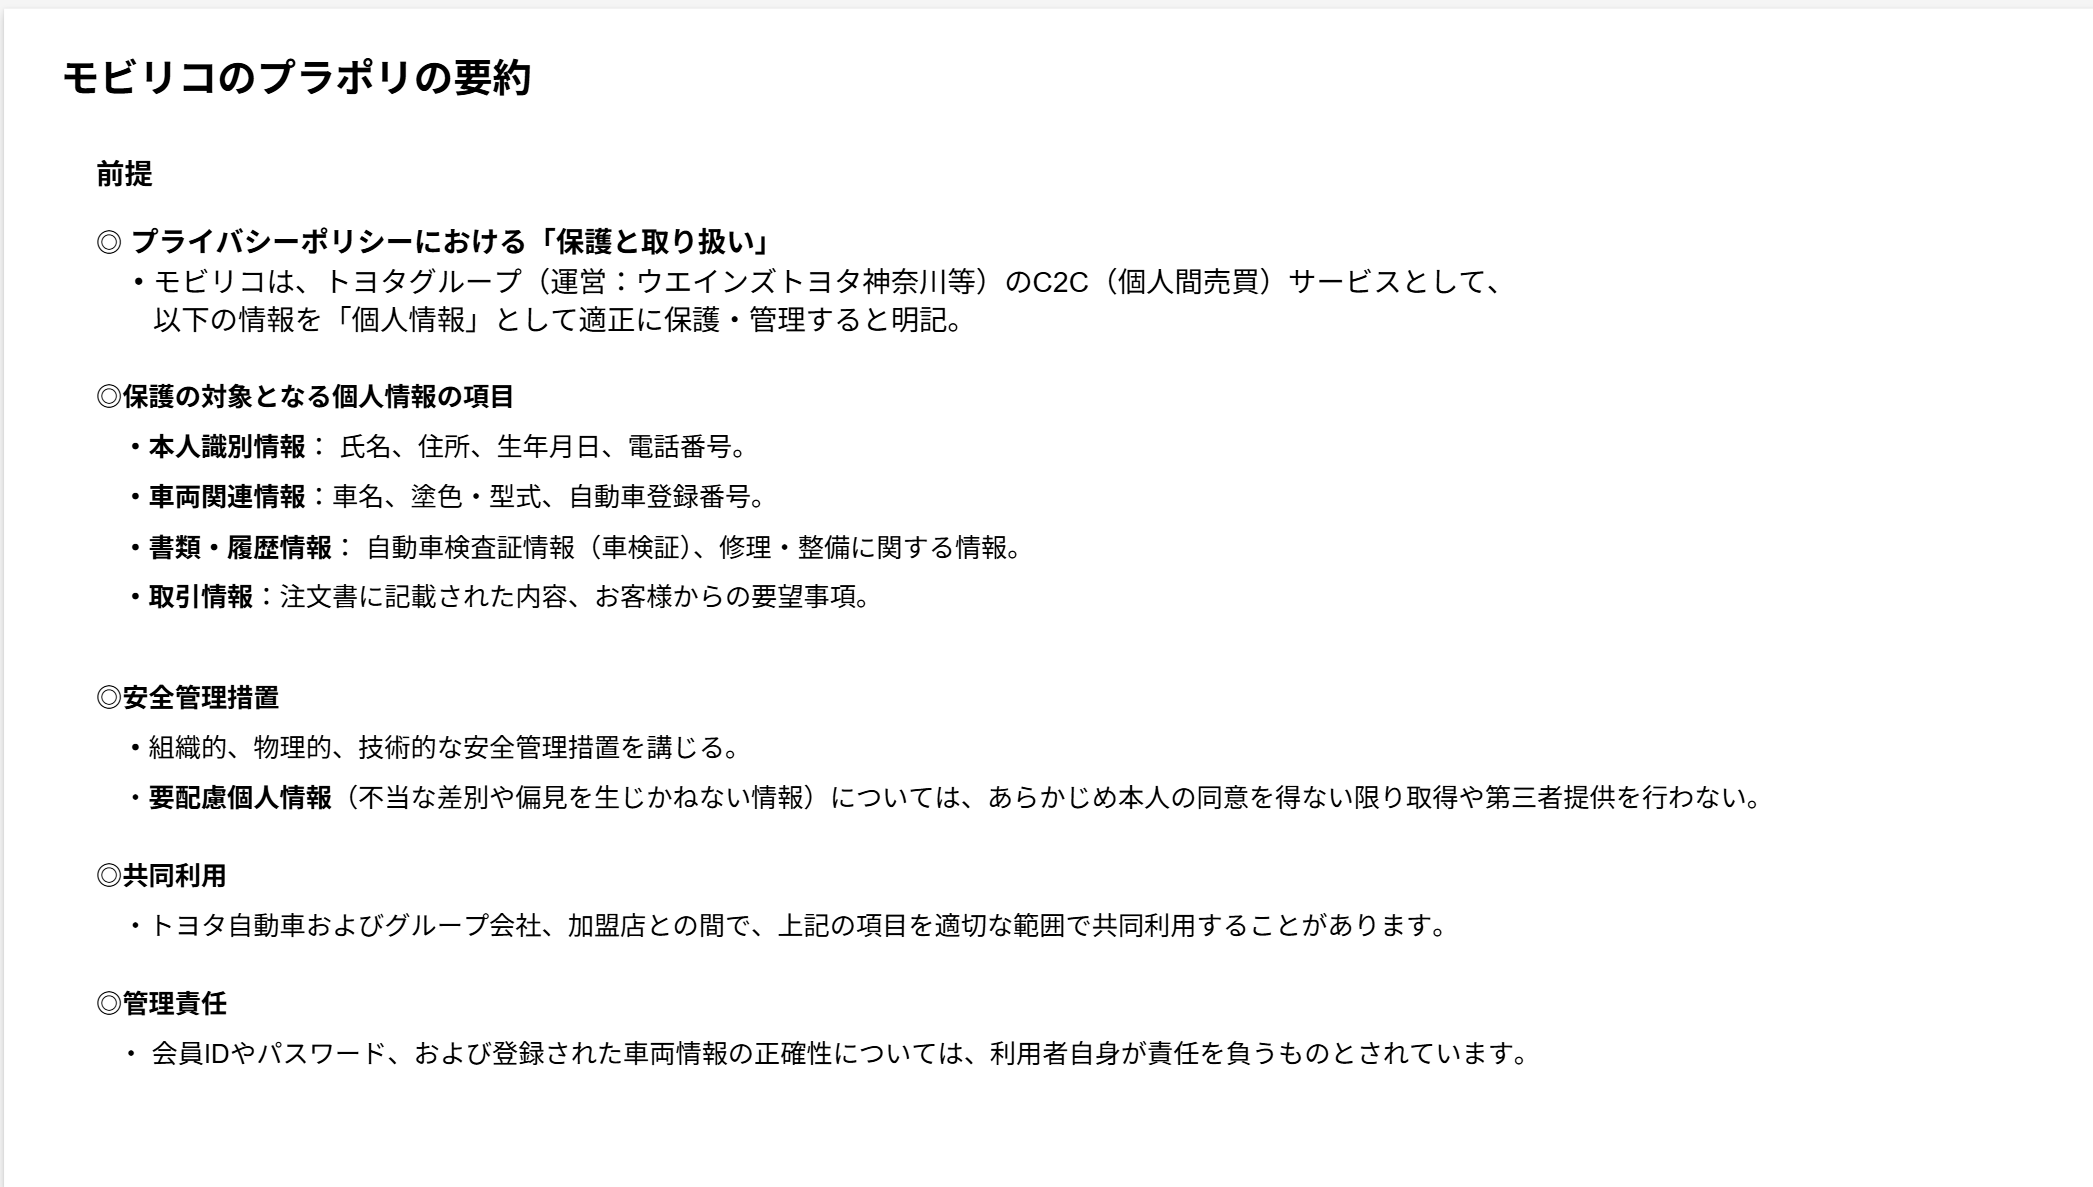 モビリコのプラポリの要約
前提
◎ プライバシーポリシーにおける「保護と取り扱い」
・モビリコは、トヨタグループ（運営：ウエインズトヨタ神奈川等）のC2C（個人間売買）サービスとして、
以下の情報を「個人情報」として適正に保護・管理すると明記。
◎保護の対象となる個人情報の項目
・本人識別情報： 氏名、住所、生年月日、電話番号。
・車両関連情報：車名、塗色・型式、自動車登録番号。
・書類・履歴情報： 自動車検査証情報（車検証）、修理・整備に関する情報。
・取引情報：注文書に記載された内容、お客様からの要望事項。
◎安全管理措置
・組織的、物理的、技術的な安全管理措置を講じる。
・要配慮個人情報（不当な差別や偏見を生じかねない情報）については、あらかじめ本人の同意を得ない限り取得や第三者提供を行わない。
◎共同利用
・トヨタ自動車およびグループ会社、加盟店との間で、上記の項目を適切な範囲で共同利用することがあります。
◎管理責任
・ 会員IDやパスワード、および登録された車両情報の正確性については、利用者自身が責任を負うものとされています。